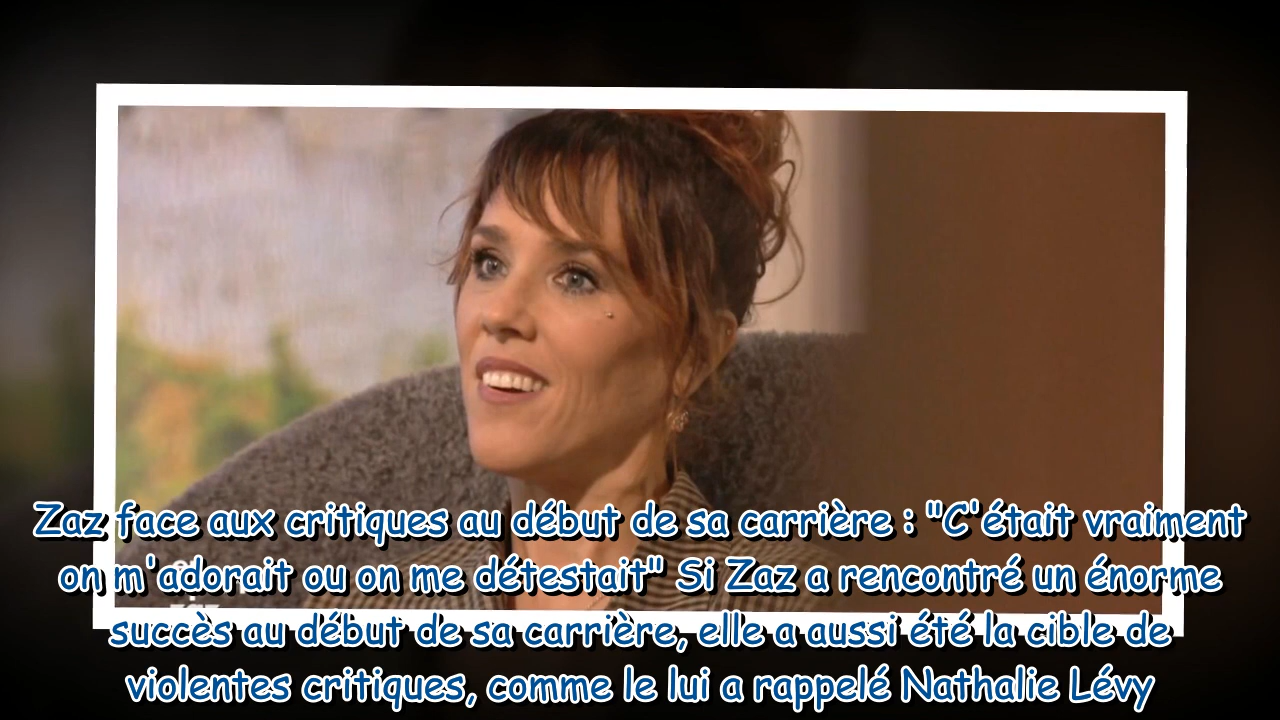 Zaz face aux critiques au début de sa carrière : "C'était vraiment
on m'adorait ou on me détestait" Si Zaz a rencontré un énorme
succès au début de sa carrière, elle a aussi été la cible de
violentes critiques, comme le lui a rappelé Nathalie Lévy